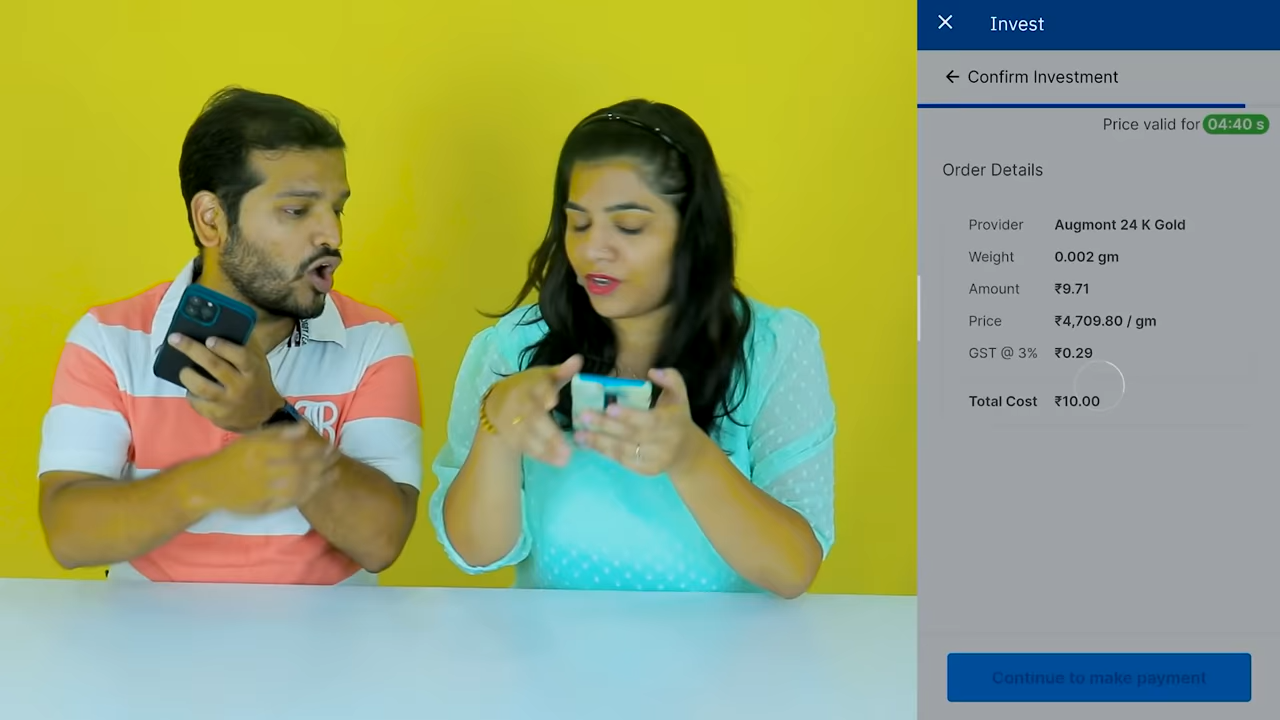 Invest
Confirm Investment
Price valid for 04:40 s
Order Details
Provider Augmont 24 K Gold
Weight 0.002 gm
Amount ₹9.71
Price ₹4,709.80 / gm
GST @ 3% ₹0.29
Total Cost ₹10.00
Continue to make payment